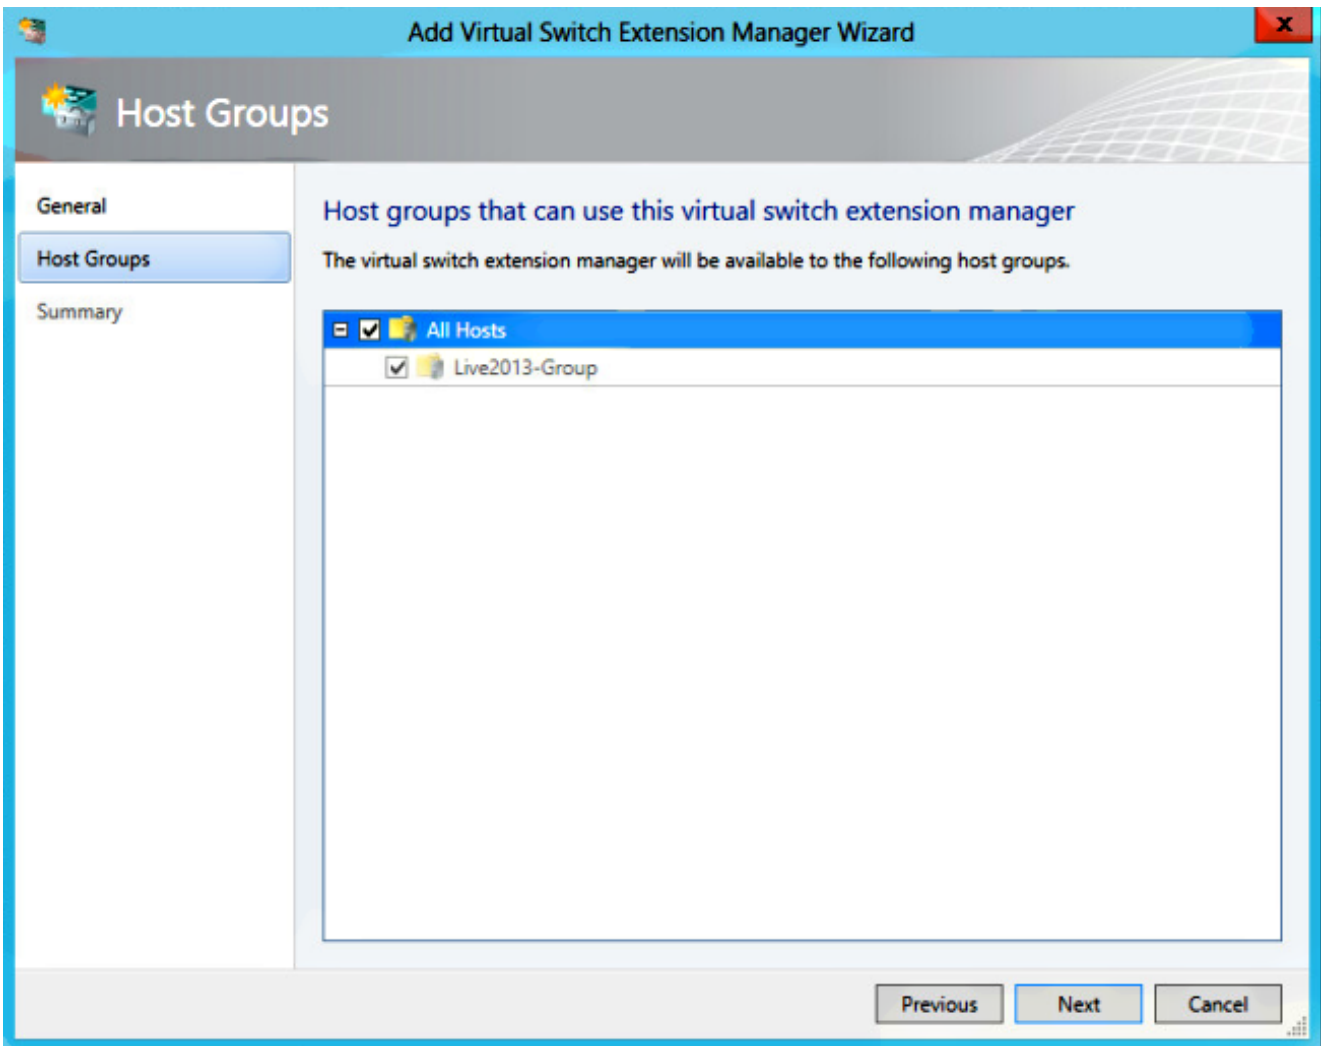 Add Virtual Switch Extension Manager Wizard
x
Host Groups
General
Host Groups
Summary
Host groups that can use this virtual switch extension manager
The virtual switch extension manager will be available to the following host groups.
All Hosts
Live2013-Group
Previous
Next
Cancel